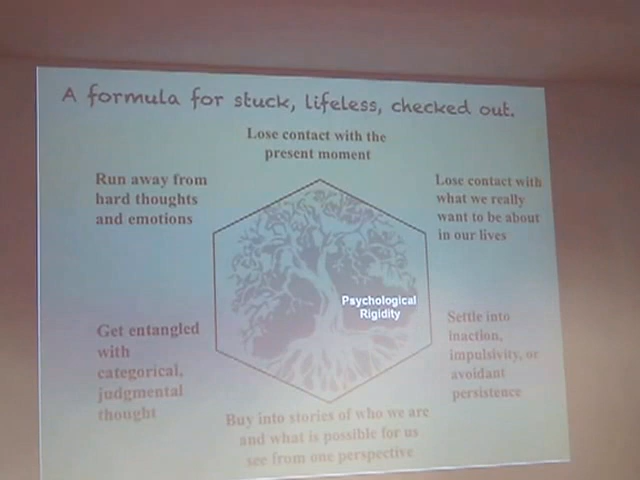 A formula for stuck, lifeless, checked out.
Lose contact with the
present moment
Run away from
hard thoughts
and emotions
Lose contact with
what we really
want to be about
in our lives
Psychological
Rigidity
Get entangled
with
categorical,
judgmental
thought
Settle into
inaction,
impulsivity, or
avoidant
persistence
Buy into stories of who we are
and what is possible for us
see from one perspective